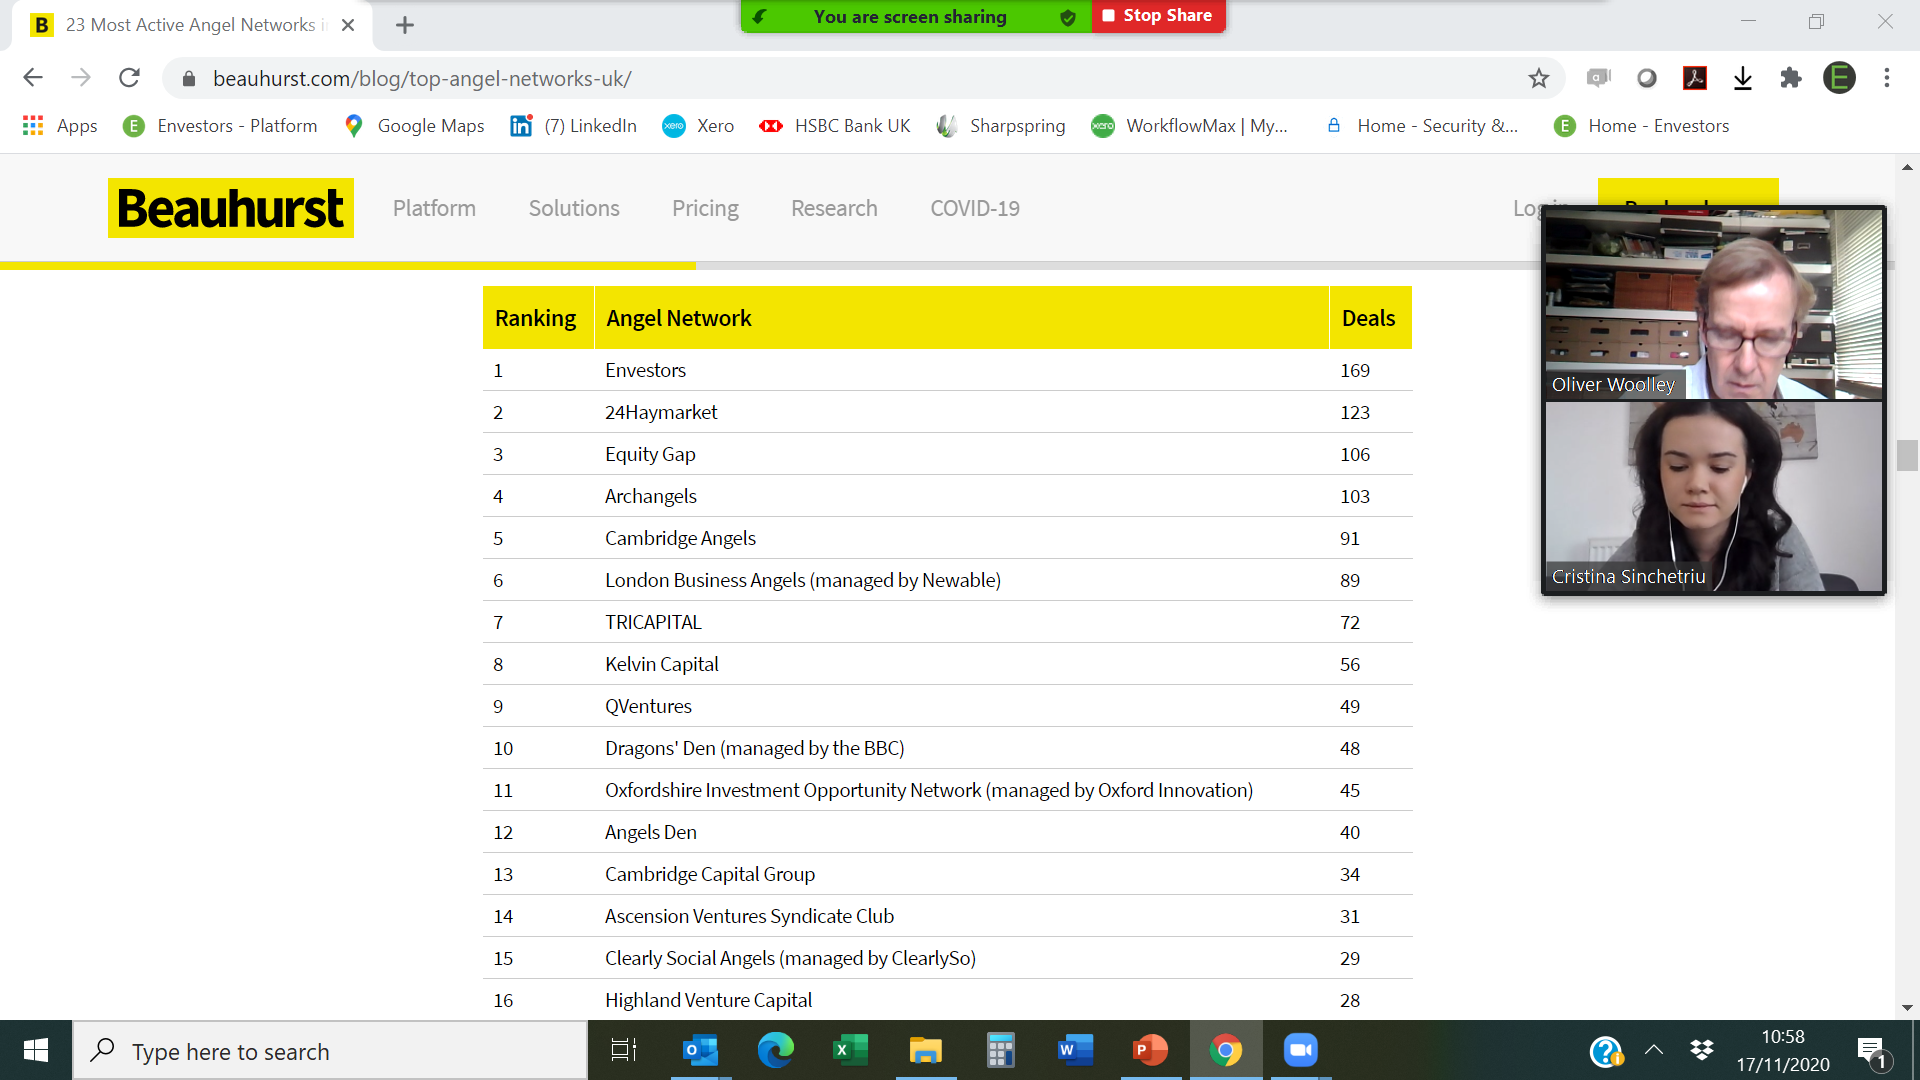 B 23 Most Active Angel Networks i
You are screen sharing
Stop Share
beauhurst.com/blog/top-angel-networks-uk/
a
E
Apps
E Envestors - Platform
Google Maps
in (7) LinkedIn
xero Xero
HSBC Bank UK
Sharpspring
xero WorkflowMax | My...
Home - Security &...
E Home - Envestors
Beauhurst
Platform
Solutions
Pricing
Research
COVID-19
Log in
Ranking Angel Network Deals
1 Envestors 169
2 24Haymarket 123
3 Equity Gap 106
4 Archangels 103
5 Cambridge Angels 91
6 London Business Angels (managed by Newable) 89
7 TRICAPITAL 72
8 Kelvin Capital 56
9 QVentures 49
10 Dragons' Den (managed by the BBC) 48
11 Oxfordshire Investment Opportunity Network (managed by Oxford Innovation) 45
12 Angels Den 40
13 Cambridge Capital Group 34
14 Ascension Ventures Syndicate Club 31
15 Clearly Social Angels (managed by ClearlySo) 29
16 Highland Venture Capital 28
Oliver Woolley
Cristina Sinchetriu
Type here to search
10:58
17/11/2020
1